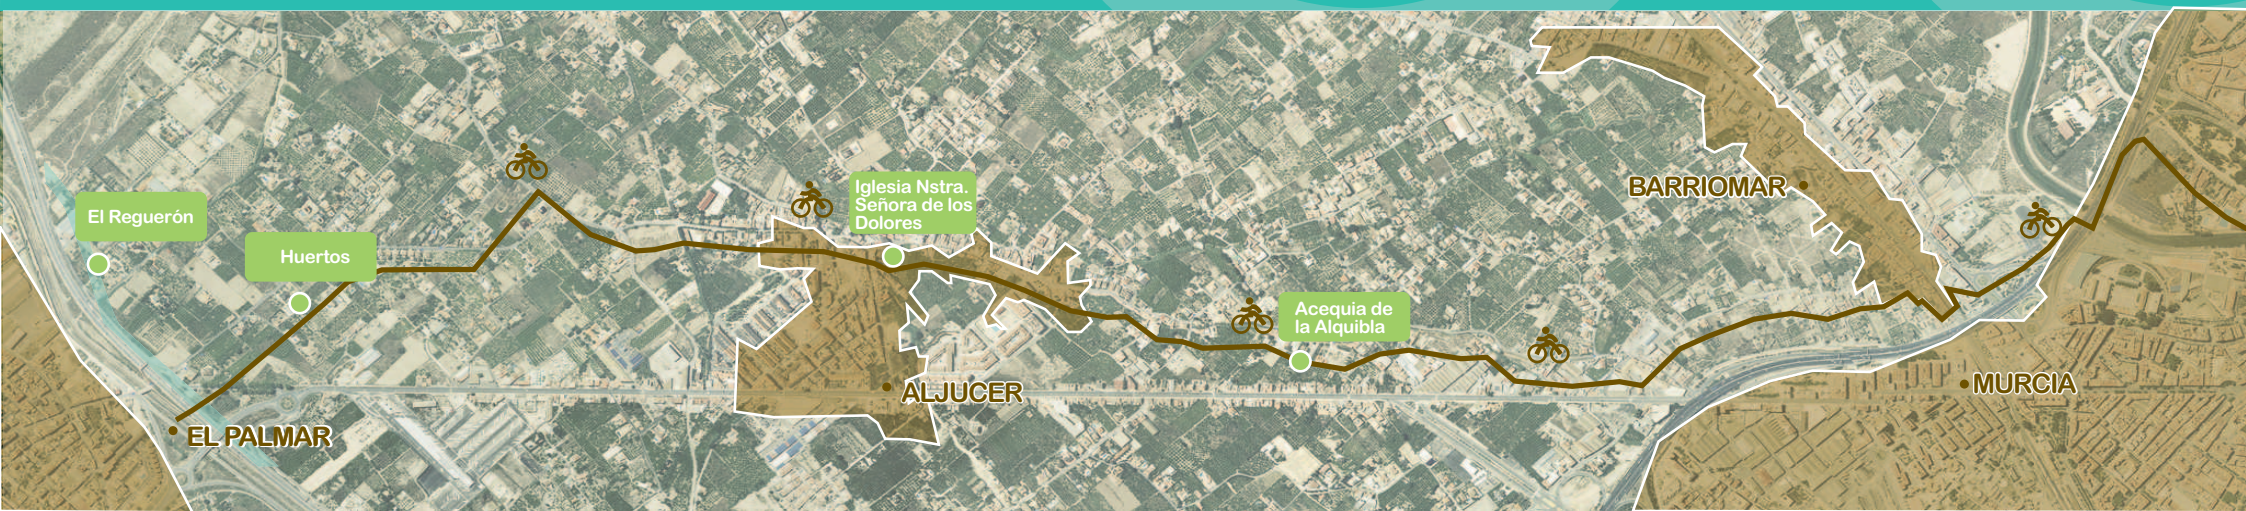 El Reguerón
Huertos
Iglesia Nstra.
Señora de los
Dolores
Acequia de
la Alquibla
BARRIOMAR
EL PALMAR
ALJUCER
MURCIA